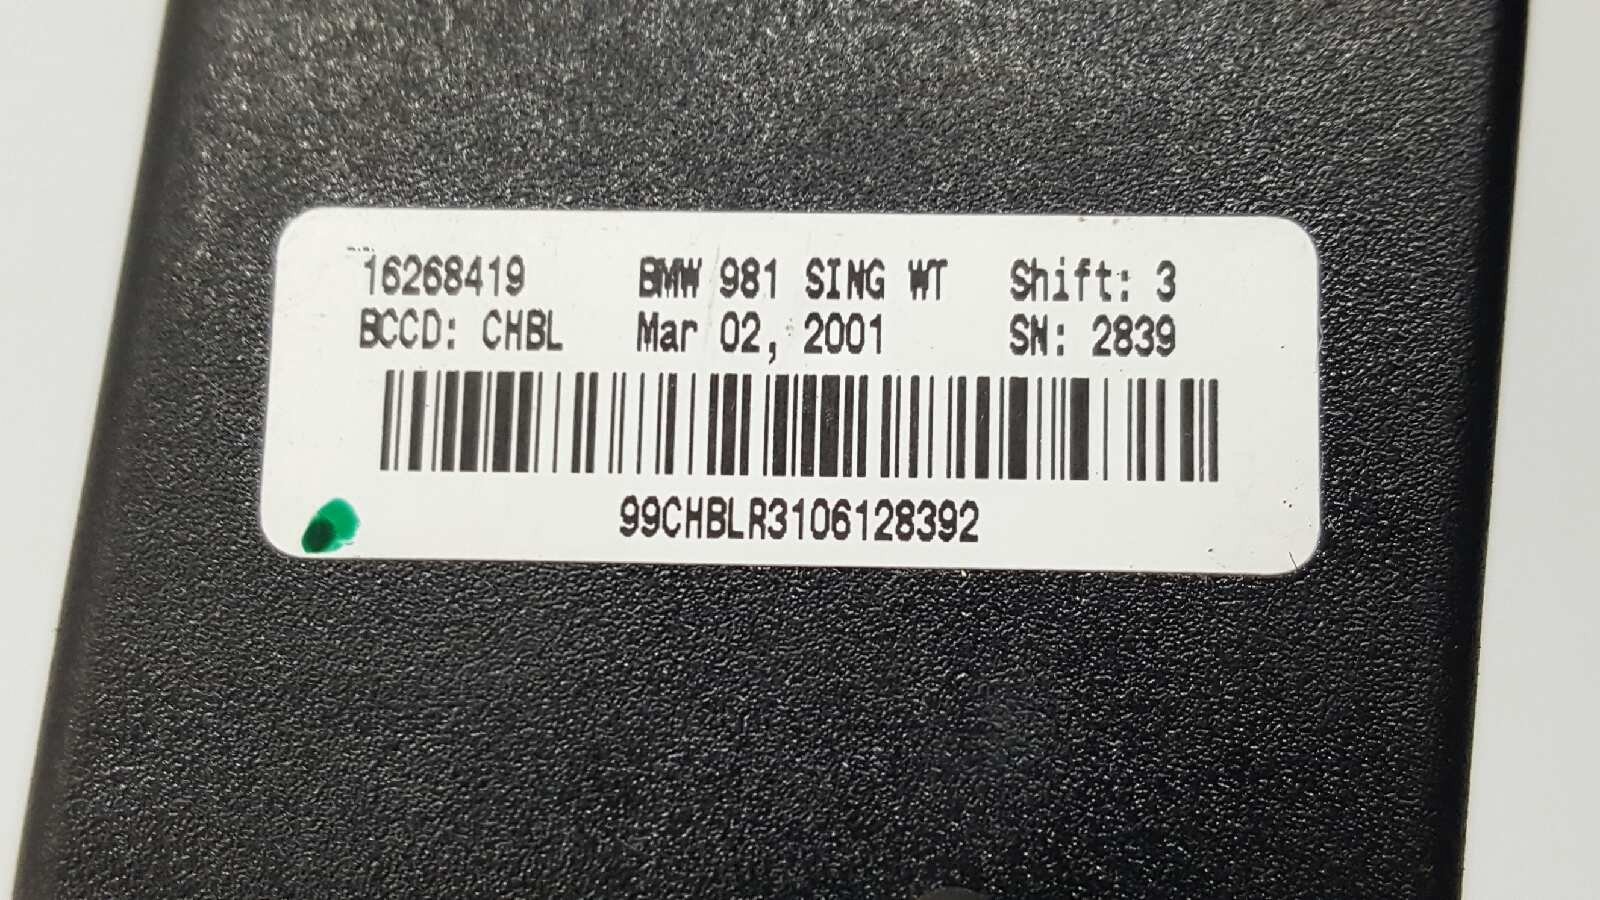 16268419 BMW 981 SING WT Shift: 3
BCCD: CHBL Mar 02, 2001 SN: 2839
99CHBLR3106128392